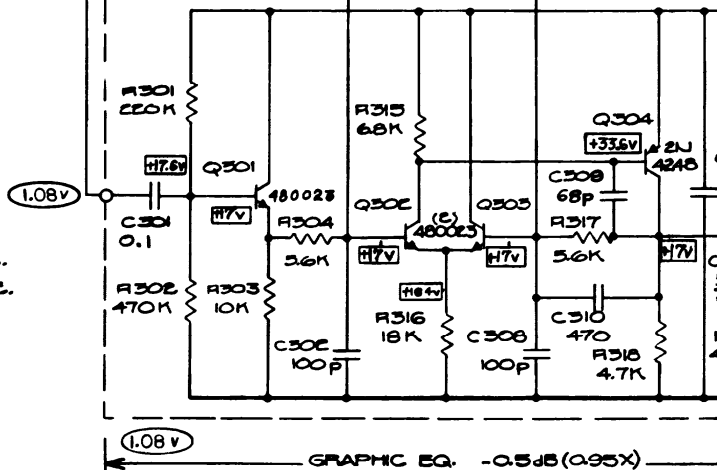 R301
220K
+17.6v
Q301
+17v
480023
1.08v
C301
0.1
R304
5.6K
R302
470K
R303
10K
C302
100p
R315
68K
Q302
(2)
480023
Q303
+17v
+17v
+16.4v
R316
18K
C308
100p
Q304
+33.6v
2N
4248
C309
68p
R317
5.6K
+17v
C310
470
R318
4.7K
1.08v
GRAPHIC EQ. -0.5dB (0.95X)